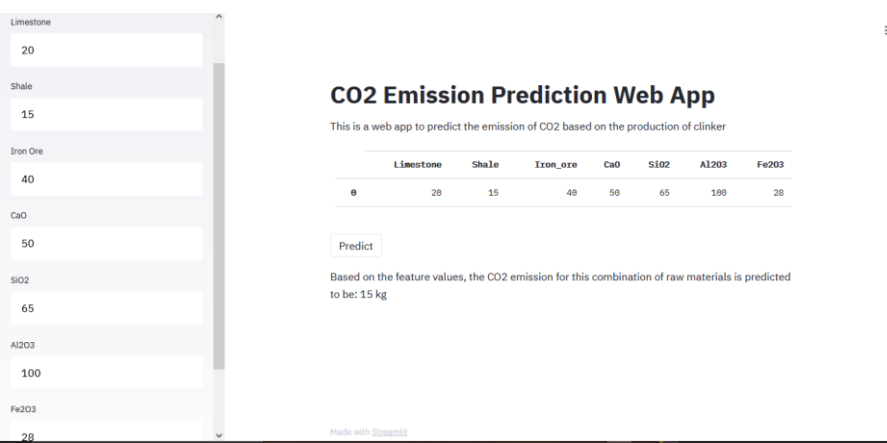 Limestone
20
Shale
15
Iron Ore
40
CaO
50
SiO2
65
Al2O3
100
Fe2O3
28
CO2 Emission Prediction Web App
This is a web app to predict the emission of CO2 based on the production of clinker
Limestone Shale Iron_ore CaO SiO2 Al2O3 Fe2O3
0 20 15 40 50 65 100 28
Predict
Based on the feature values, the CO2 emission for this combination of raw materials is predicted
to be: 15 kg
Made with Streamlit